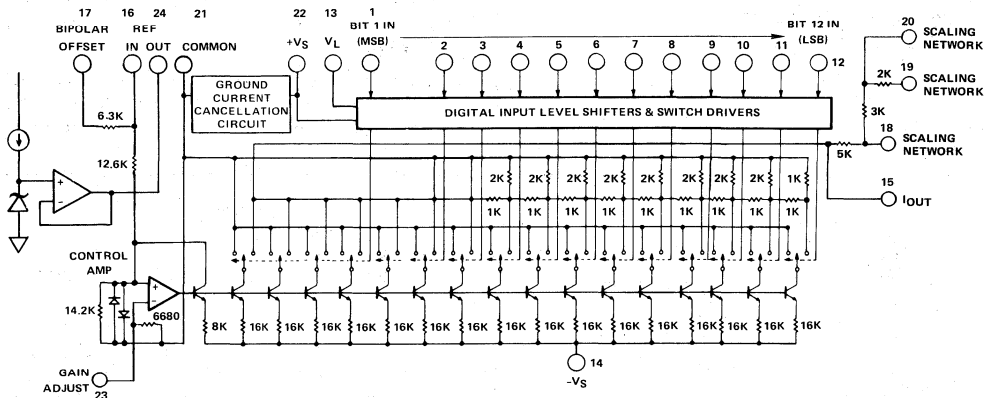 17 16 24 21 22 13 1
BIPOLAR REF BIT 1 IN BIT 12 IN
OFFSET IN OUT COMMON +VS VL (MSB) 2 3 4 5 6 7 8 9 10 11 (LSB) 12
20 SCALING NETWORK
19 SCALING NETWORK
2K
3K
18 SCALING NETWORK
5K
15 IOUT
GROUND
CURRENT
CANCELLATION
CIRCUIT
DIGITAL INPUT LEVEL SHIFTERS & SWITCH DRIVERS
6.3K
12.6K
+
−
2K 2K 2K 2K 2K 2K 2K 2K 1K
1K 1K 1K 1K 1K 1K 1K 1K
CONTROL
AMP
+
−
14.2K
6680
8K 16K 16K 16K 16K 16K 16K 16K 16K 16K 16K 16K 16K 16K 16K 16K
14
-VS
GAIN
ADJUST
23